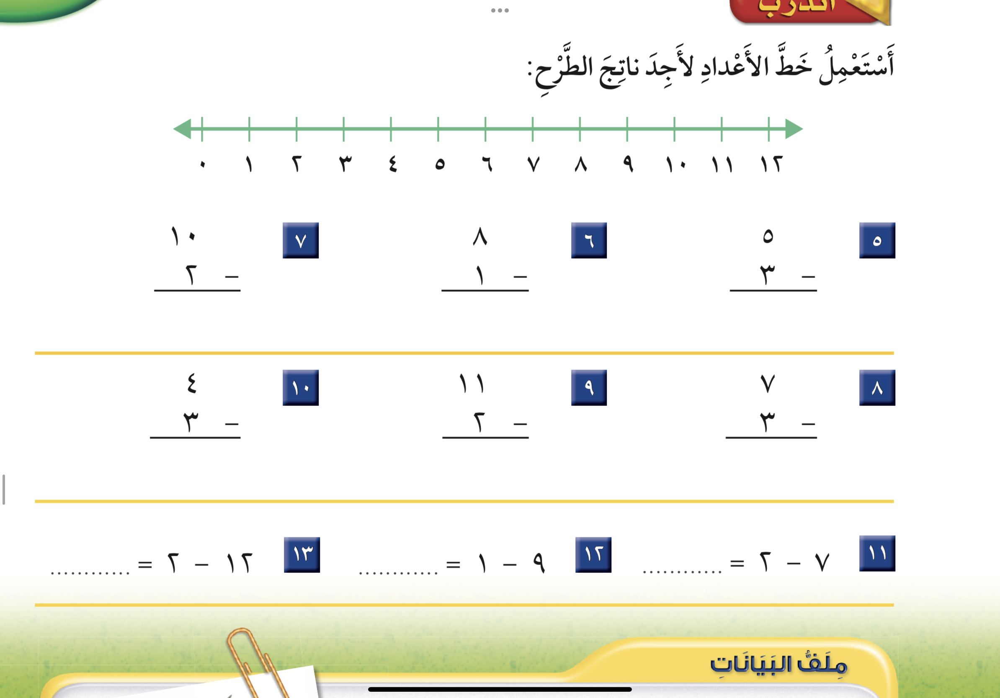 أتدرب
أَسْتَعْمِلُ خَطَّ الأَعْدادِ لأَجِدَ ناتِجَ الطَّرْحِ:
٠ ١ ٢ ٣ ٤ ٥ ٦ ٧ ٨ ٩ ١٠ ١١ ١٢
٥ ٥ ٦ ٨ ٧ ١٠
– ٣ – ١ – ٢
٨ ٧ ٩ ١١ ١٠ ٤
– ٣ – ٢ – ٣
١١ ٧ – ٢ = ............ ١٢ ٩ – ١ = ............ ١٣ ١٢ – ٢ = ............
مِلَفُّ البَيَانَاتِ